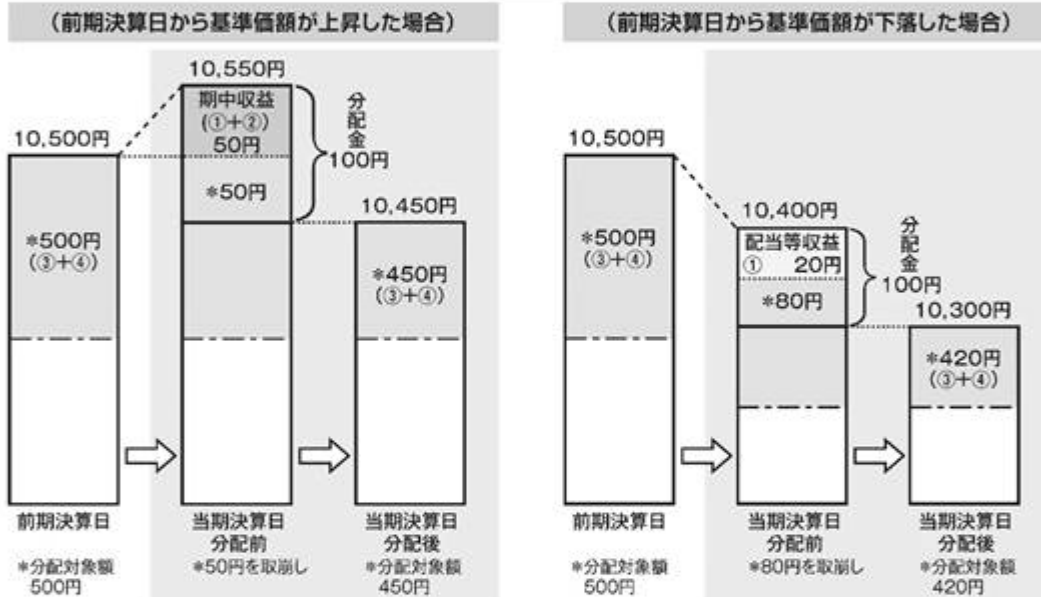 (前期決算日から基準価額が上昇した場合)
10,550円
期中収益
(①+②)
50円
*50円
分配金
100円
10,500円
*500円
(③+④)
10,450円
*450円
(③+④)
前期決算日
*分配対象額
500円
当期決算日
分配前
*50円を取崩し
当期決算日
分配後
*分配対象額
450円
(前期決算日から基準価額が下落した場合)
10,500円
*500円
(③+④)
10,400円
配当等収益
① 20円
*80円
分配金
100円
10,300円
*420円
(③+④)
前期決算日
*分配対象額
500円
当期決算日
分配前
*80円を取崩し
当期決算日
分配後
*分配対象額
420円